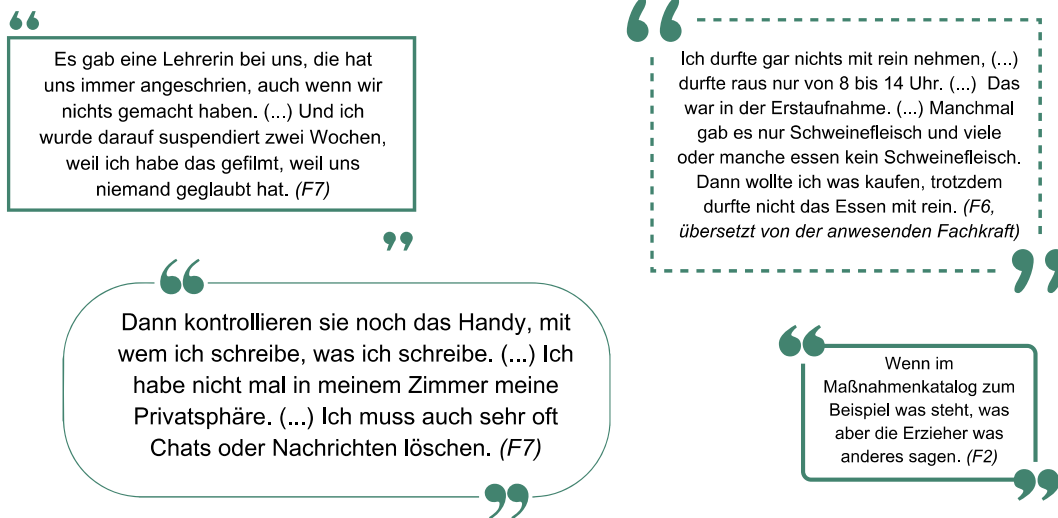 Es gab eine Lehrerin bei uns, die hat
uns immer angeschrien, auch wenn wir
nichts gemacht haben. (...) Und ich
wurde darauf suspendiert zwei Wochen,
weil ich habe das gefilmt, weil uns
niemand geglaubt hat. (F7)
Ich durfte gar nichts mit rein nehmen, (...)
durfte raus nur von 8 bis 14 Uhr. (...) Das
war in der Erstaufnahme. (...) Manchmal
gab es nur Schweinefleisch und viele
oder manche essen kein Schweinefleisch.
Dann wollte ich was kaufen, trotzdem
durfte nicht das Essen mit rein. (F6,
übersetzt von der anwesenden Fachkraft)
Dann kontrollieren sie noch das Handy, mit
wem ich schreibe, was ich schreibe. (...) Ich
habe nicht mal in meinem Zimmer meine
Privatsphäre. (...) Ich muss auch sehr oft
Chats oder Nachrichten löschen. (F7)
Wenn im
Maßnahmenkatalog zum
Beispiel was steht, was
aber die Erzieher was
anderes sagen. (F2)